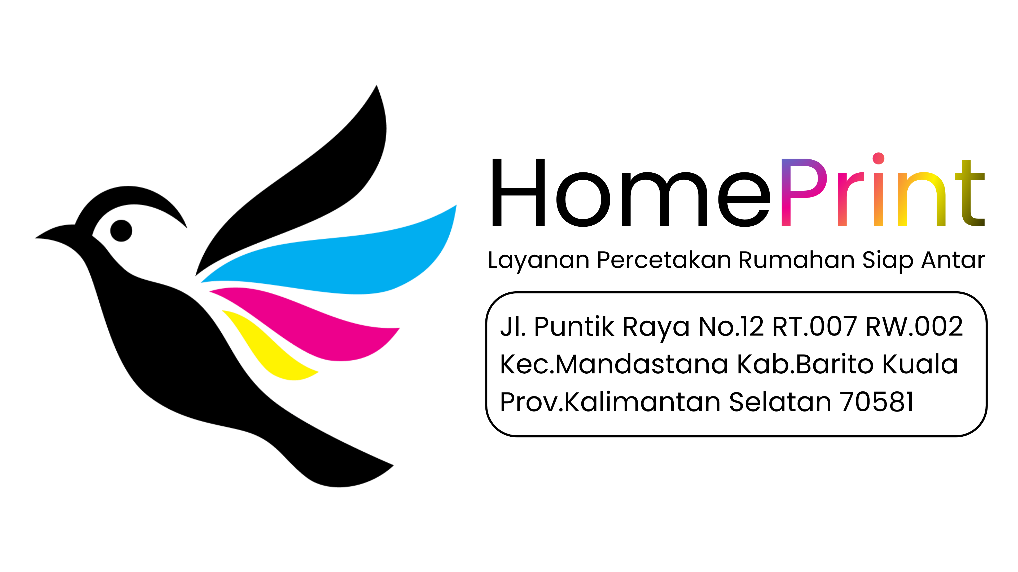 HomePrint
Layanan Percetakan Rumahan Siap Antar
Jl. Puntik Raya No.12 RT.007 RW.002
Kec.Mandastana Kab.Barito Kuala
Prov.Kalimantan Selatan 70581